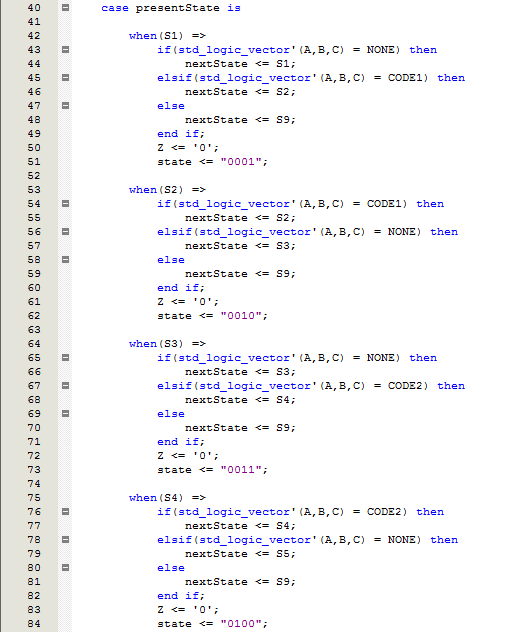 40 case presentState is
41
42 when(S1) =>
43 if(std_logic_vector'(A,B,C) = NONE) then
44 nextState <= S1;
45 elsif(std_logic_vector'(A,B,C) = CODE1) then
46 nextState <= S2;
47 else
48 nextState <= S9;
49 end if;
50 Z <= '0';
51 state <= "0001";
52
53 when(S2) =>
54 if(std_logic_vector'(A,B,C) = CODE1) then
55 nextState <= S2;
56 elsif(std_logic_vector'(A,B,C) = NONE) then
57 nextState <= S3;
58 else
59 nextState <= S9;
60 end if;
61 Z <= '0';
62 state <= "0010";
63
64 when(S3) =>
65 if(std_logic_vector'(A,B,C) = NONE) then
66 nextState <= S3;
67 elsif(std_logic_vector'(A,B,C) = CODE2) then
68 nextState <= S4;
69 else
70 nextState <= S9;
71 end if;
72 Z <= '0';
73 state <= "0011";
74
75 when(S4) =>
76 if(std_logic_vector'(A,B,C) = CODE2) then
77 nextState <= S4;
78 elsif(std_logic_vector'(A,B,C) = NONE) then
79 nextState <= S5;
80 else
81 nextState <= S9;
82 end if;
83 Z <= '0';
84 state <= "0100";